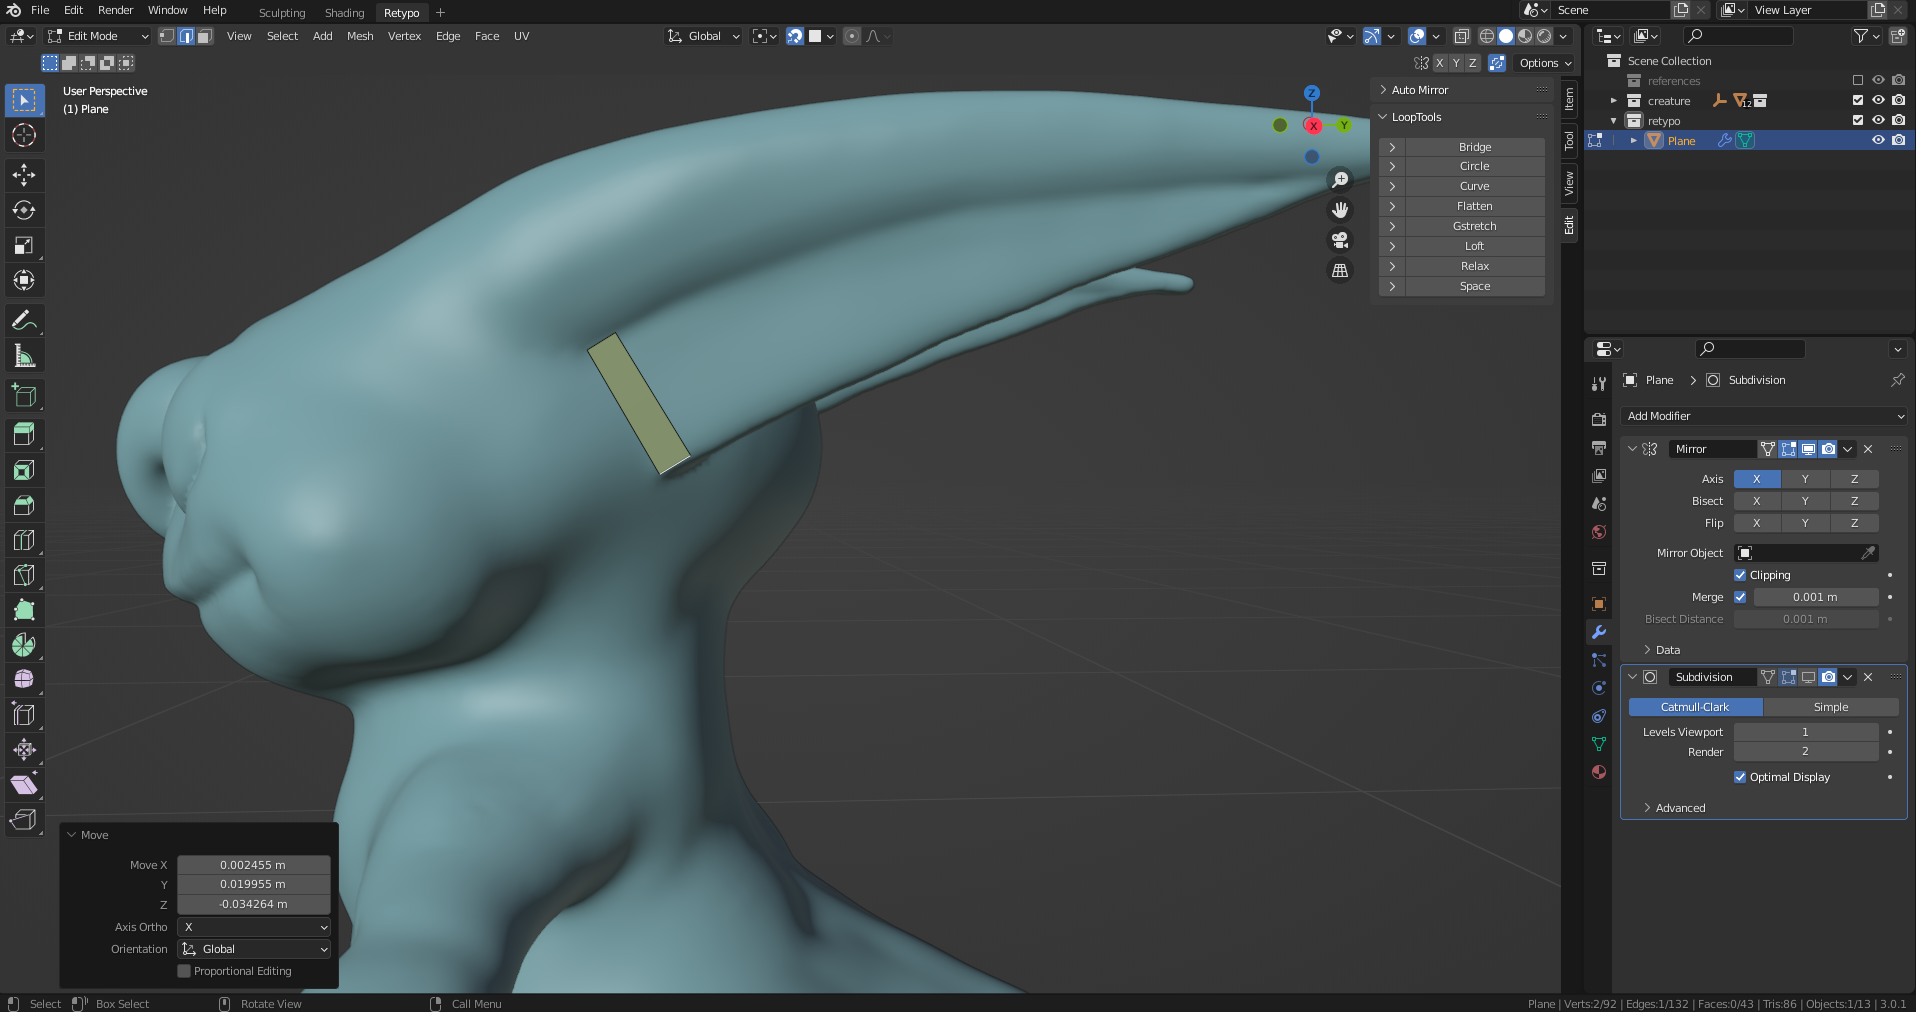 File Edit Render Window Help Sculpting Shading Retypo + Scene View Layer
Edit Mode View Select Add Mesh Vertex Edge Face UV Global
X Y Z Options
User Perspective
(1) Plane
Z
X
Y
Auto Mirror
LoopTools
Bridge
Circle
Curve
Flatten
Gstretch
Loft
Relax
Space
Item
Tool
View
Edit
Scene Collection
references
creature 12
retypo
Plane
Plane > Subdivision
Add Modifier
Mirror
Axis X Y Z
Bisect X Y Z
Flip X Y Z
Mirror Object
Clipping
Merge 0.001 m
Bisect Distance 0.001 m
Data
Subdivision
Catmull-Clark Simple
Levels Viewport 1
Render 2
Optimal Display
Advanced
Move
Move X 0.002455 m
Y 0.019955 m
Z -0.034264 m
Axis Ortho X
Orientation Global
Proportional Editing
Select Box Select Rotate View Call Menu
Plane | Verts:2/92 | Edges:1/132 | Faces:0/43 | Tris:86 | Objects:1/13 | 3.0.1